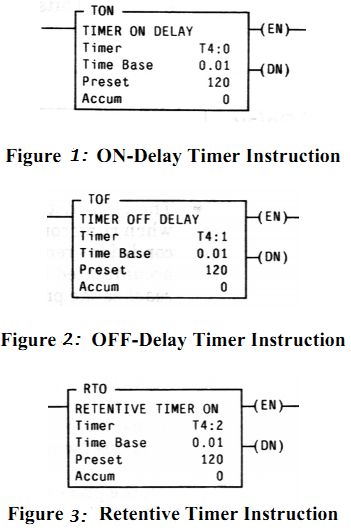 TON
TIMER ON DELAY (EN)
Timer T4:0
Time Base 0.01 (DN)
Preset 120
Accum 0
Figure 1: ON-Delay Timer Instruction
TOF
TIMER OFF DELAY (EN)
Timer T4:1
Time Base 0.01 (DN)
Preset 120
Accum 0
Figure 2: OFF-Delay Timer Instruction
RTO
RETENTIVE TIMER ON (EN)
Timer T4:2
Time Base 0.01 (DN)
Preset 120
Accum 0
Figure 3: Retentive Timer Instruction